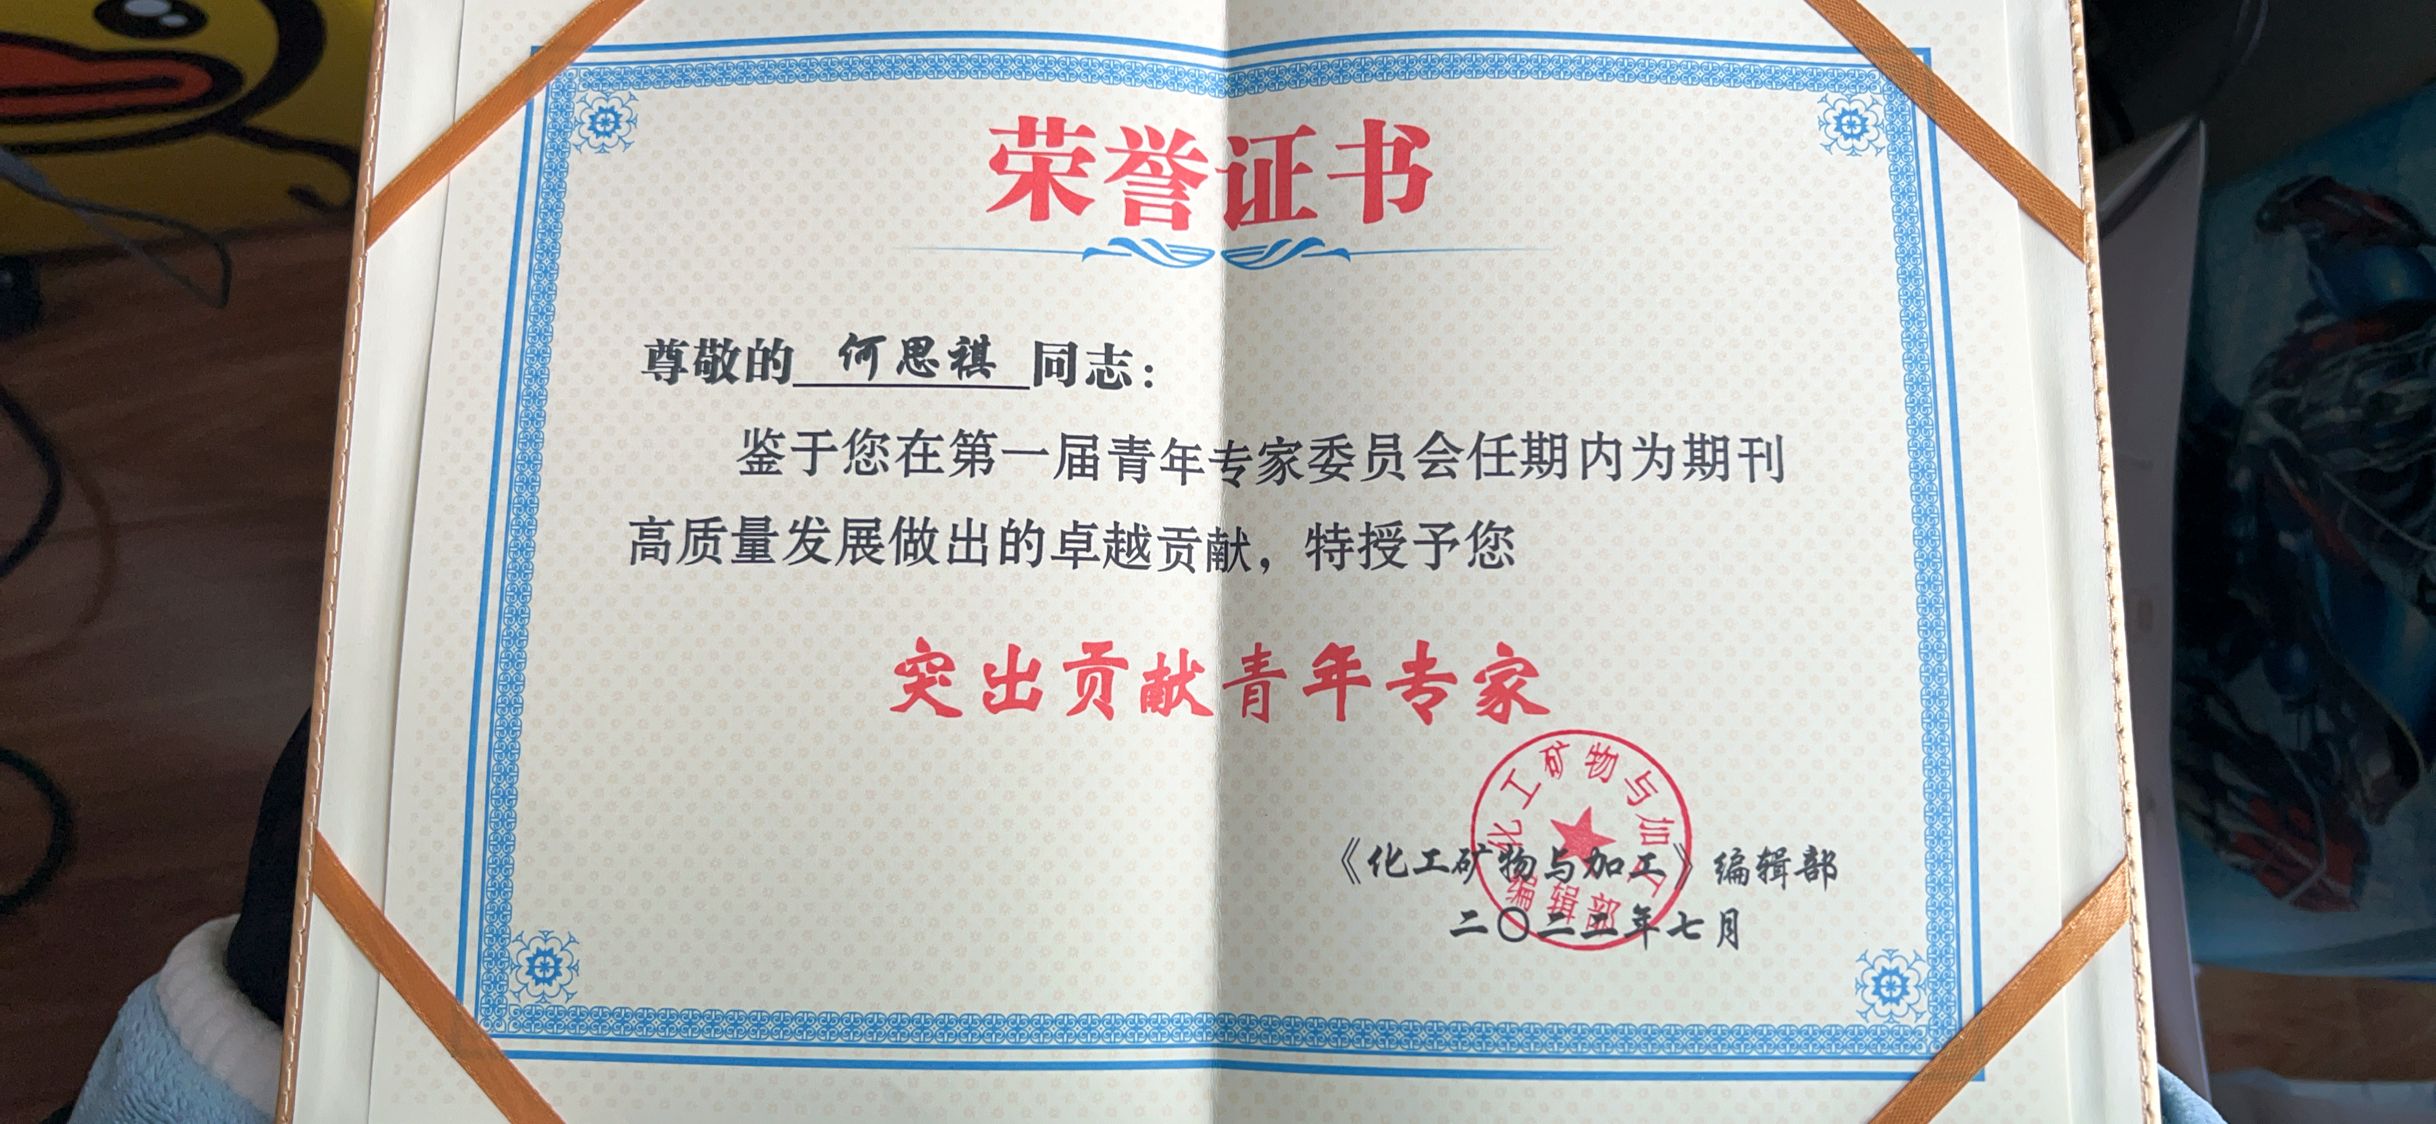 荣誉证书
尊敬的 何思祺 同志：
鉴于您在第一届青年专家委员会任期内为期刊
高质量发展做出的卓越贡献，特授予您
突出贡献青年专家
化工矿物与加工
编辑部
《化工矿物与加工》编辑部
二〇二二年七月